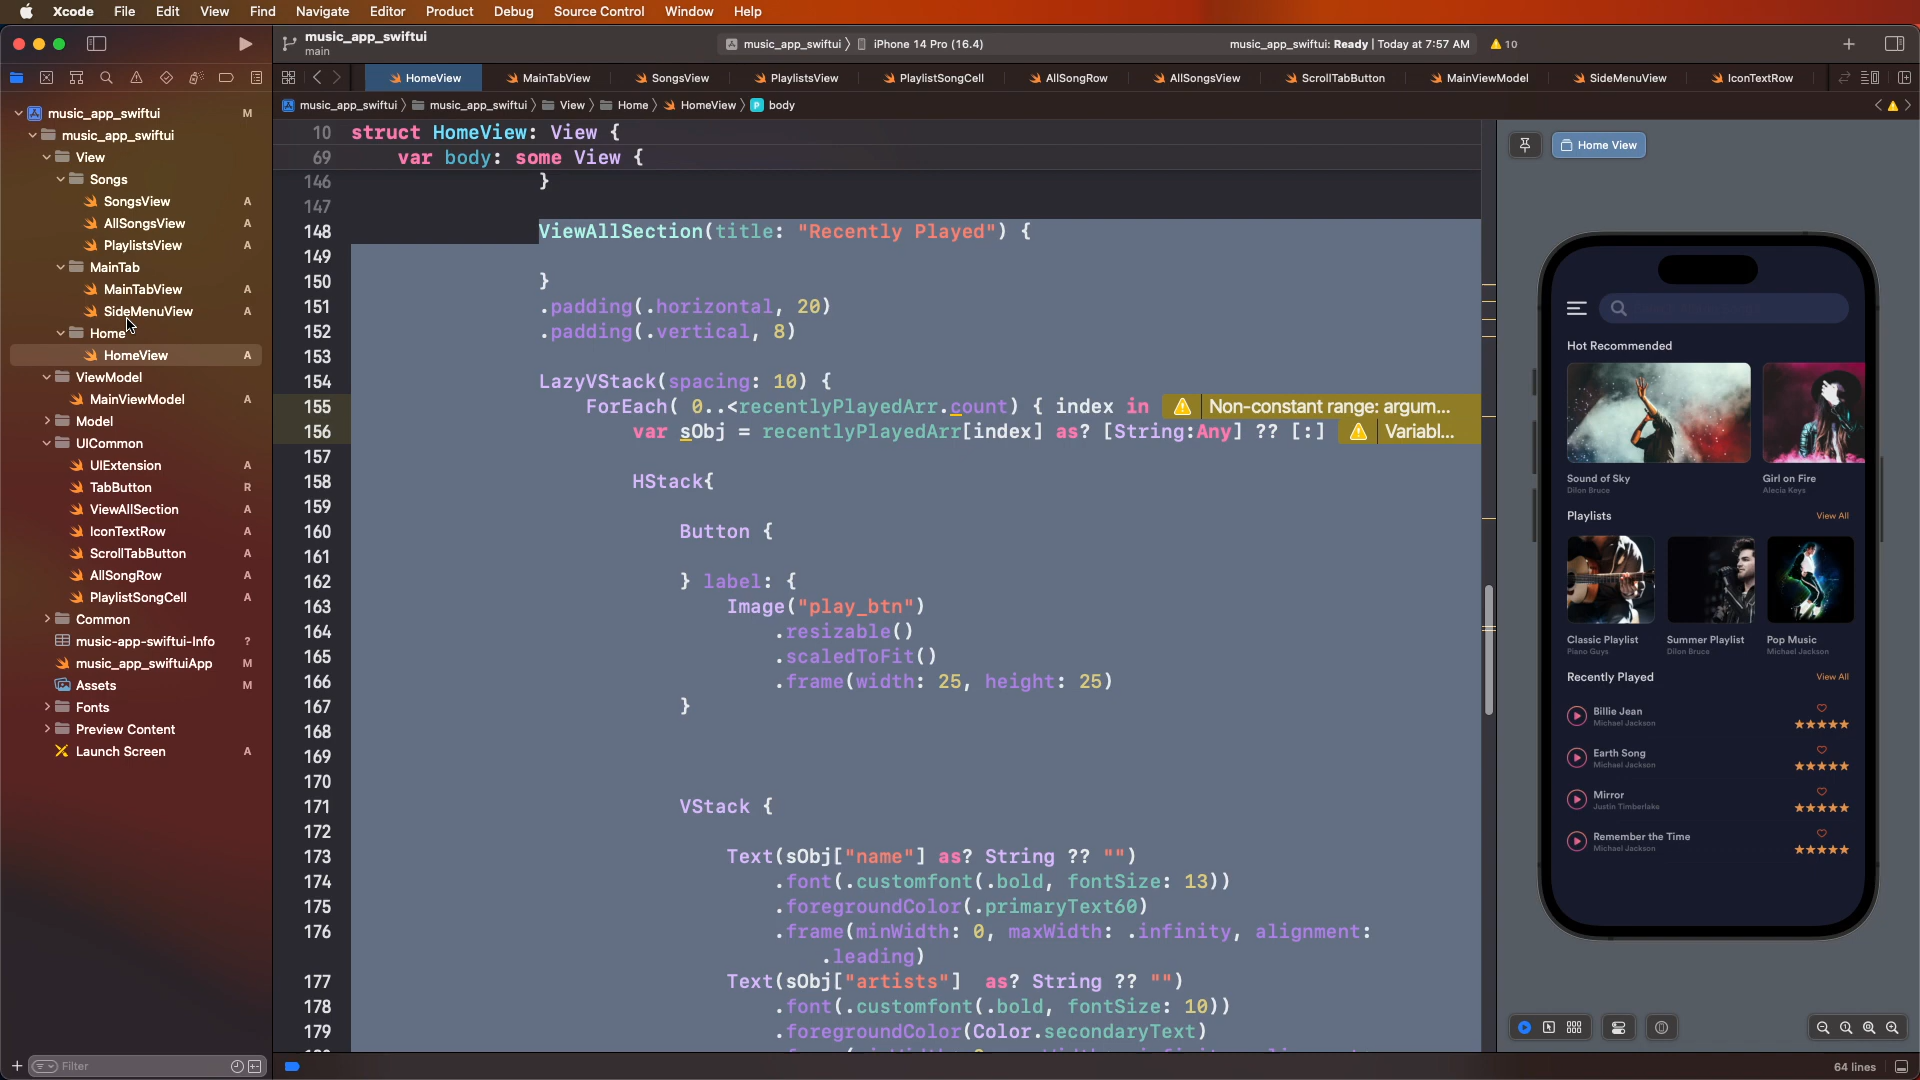 Xcode File Edit View Find Navigate Editor Product Debug Source Control Window Help
music_app_swiftui
main
music_app_swiftui iPhone 14 Pro (16.4)
music_app_swiftui: Ready | Today at 7:57 AM
10
HomeView MainTabView SongsView PlaylistsView PlaylistSongCell AllSongRow AllSongsView ScrollTabButton MainViewModel SideMenuView IconTextRow
music_app_swiftui music_app_swiftui View Home HomeView P body
music_app_swiftui M
music_app_swiftui
View
Songs
SongsView A
AllSongsView A
PlaylistsView A
MainTab
MainTabView A
SideMenuView A
Home
HomeView A
ViewModel
MainViewModel A
Model
UICommon
UIExtension A
TabButton R
ViewAllSection A
IconTextRow A
ScrollTabButton A
AllSongRow A
PlaylistSongCell A
Common
music-app-swiftui-Info ?
music_app_swiftuiApp M
Assets M
Fonts
Preview Content
Launch Screen A
Filter
10 struct HomeView: View {
69 var body: some View {
146 }
147
148 ViewAllSection(title: "Recently Played") {
149
150 }
151 .padding(.horizontal, 20)
152 .padding(.vertical, 8)
153
154 LazyVStack(spacing: 10) {
155 ForEach( 0..<recentlyPlayedArr.count) { index in Non-constant range: argum...
156 var sObj = recentlyPlayedArr[index] as? [String:Any] ?? [:] Variabl...
157
158 HStack{
159
160 Button {
161
162 } label: {
163 Image("play_btn")
164 .resizable()
165 .scaledToFit()
166 .frame(width: 25, height: 25)
167 }
168
169
170
171 VStack {
172
173 Text(sObj["name"] as? String ?? "")
174 .font(.customfont(.bold, fontSize: 13))
175 .foregroundColor(.primaryText60)
176 .frame(minWidth: 0, maxWidth: .infinity, alignment:
.leading)
177 Text(sObj["artists"] as? String ?? "")
178 .font(.customfont(.bold, fontSize: 10))
179 .foregroundColor(Color.secondaryText)
Home View
Hot Recommended
Sound of Sky Girl on Fire
Dilon Bruce Alecia Keys
Playlists View All
Classic Playlist Summer Playlist Pop Music
Piano Guys Dilon Bruce Michael Jackson
Recently Played View All
Billie Jean
Michael Jackson
Earth Song
Michael Jackson
Mirror
Justin Timberlake
Remember the Time
Michael Jackson
64 lines